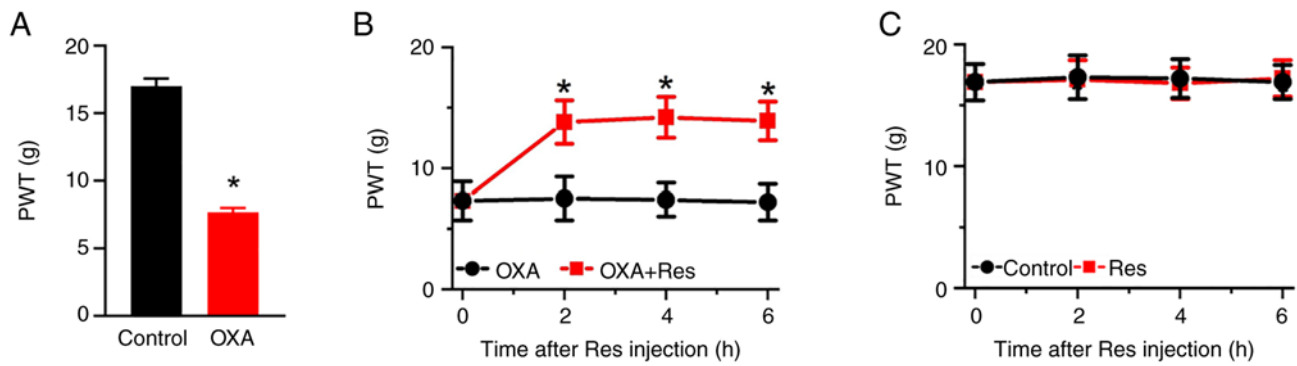 A
PWT (g)
20
15
10
5
0
*
Control OXA
B
PWT (g)
20
10
0
* * *
OXA OXA+Res
0 2 4 6
Time after Res injection (h)
C
PWT (g)
20
10
0
Control Res
0 2 4 6
Time after Res injection (h)